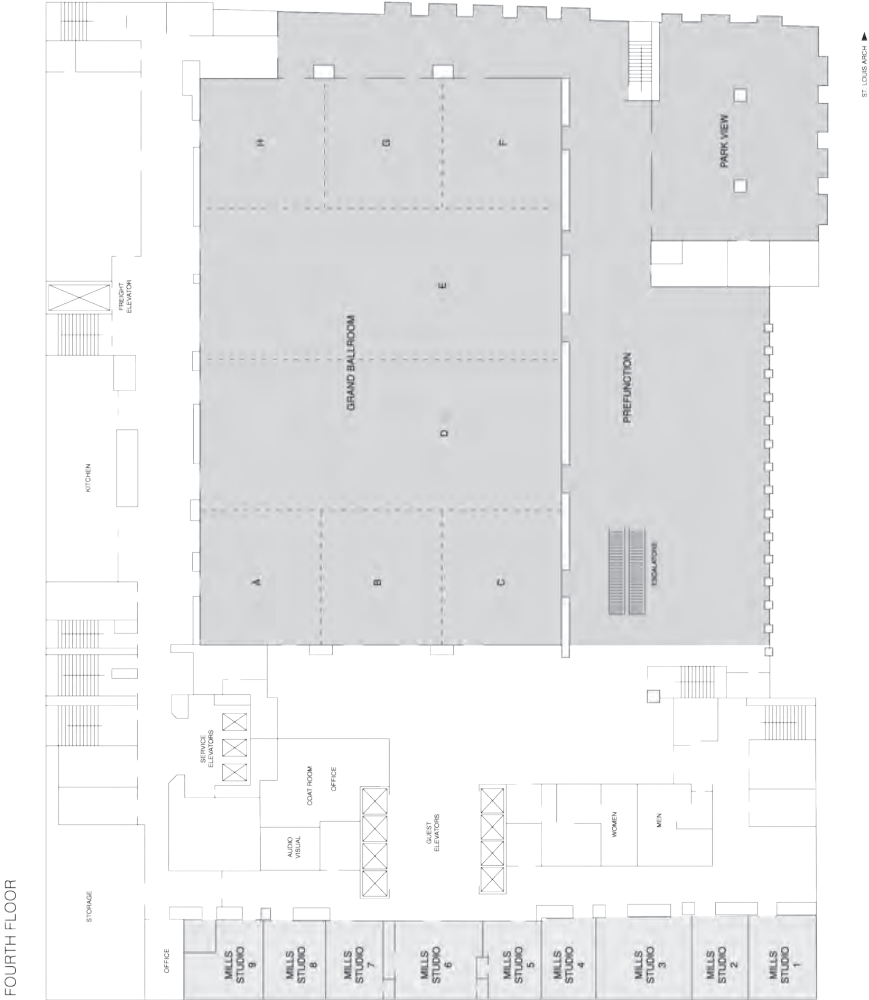 FOURTH FLOOR
ST. LOUIS ARCH
H
G
F
PARK VIEW
FREIGHT
ELEVATOR
E
GRAND BALLROOM
PREFUNCTION
D
KITCHEN
A
B
C
ESCALATORS
SERVICE
ELEVATORS
COAT ROOM
OFFICE
GUEST
ELEVATORS
AUDIO
VISUAL
WOMEN
MEN
STORAGE
OFFICE
MILLS
STUDIO
9
MILLS
STUDIO
8
MILLS
STUDIO
7
MILLS
STUDIO
6
MILLS
STUDIO
5
MILLS
STUDIO
4
MILLS
STUDIO
3
MILLS
STUDIO
2
MILLS
STUDIO
1